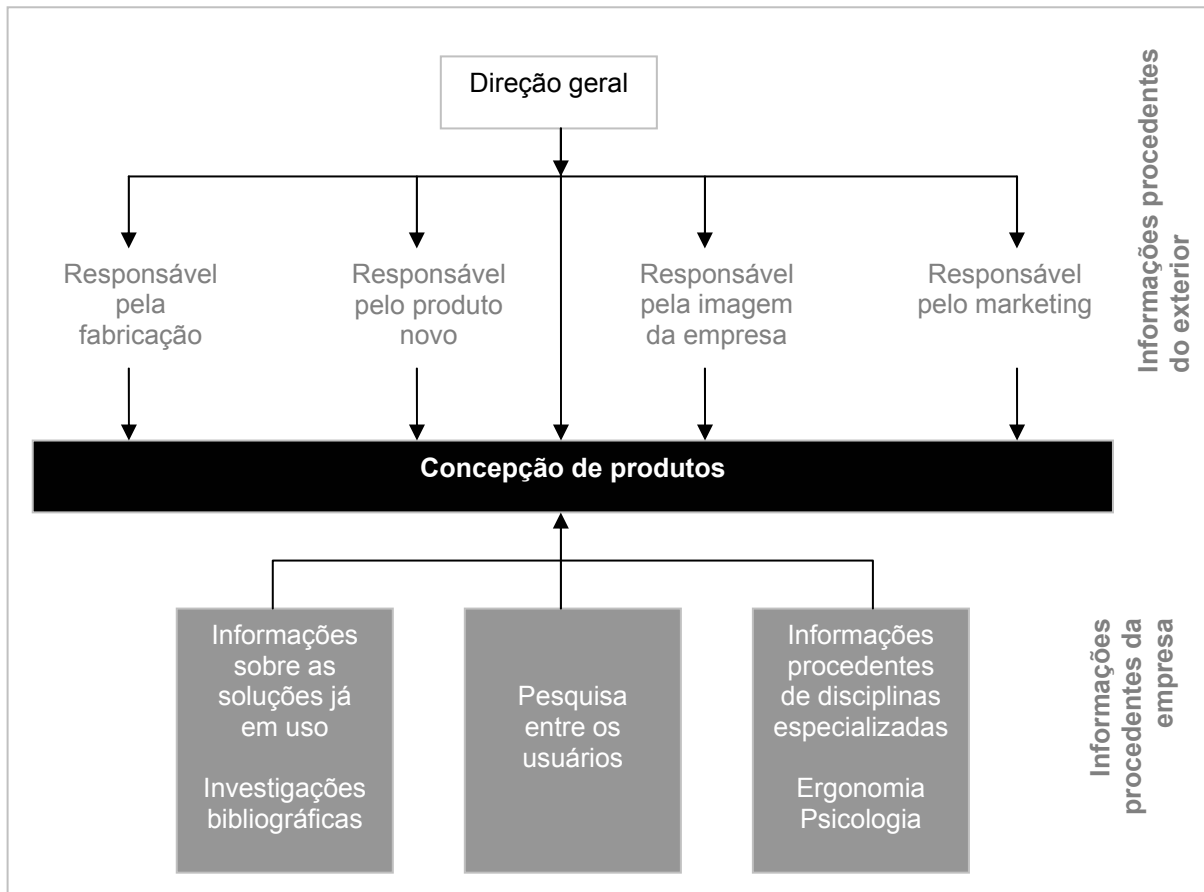 Direção geral
Informações procedentes
do exterior
Responsável
pela
fabricação
Responsável
pelo produto
novo
Responsável
pela imagem
da empresa
Responsável
pelo marketing
Concepção de produtos
Informações
sobre as
soluções já
em uso
Investigações
bibliográficas
Pesquisa
entre os
usuários
Informações
procedentes
de disciplinas
especializadas
Ergonomia
Psicologia
Informações
procedentes da
empresa